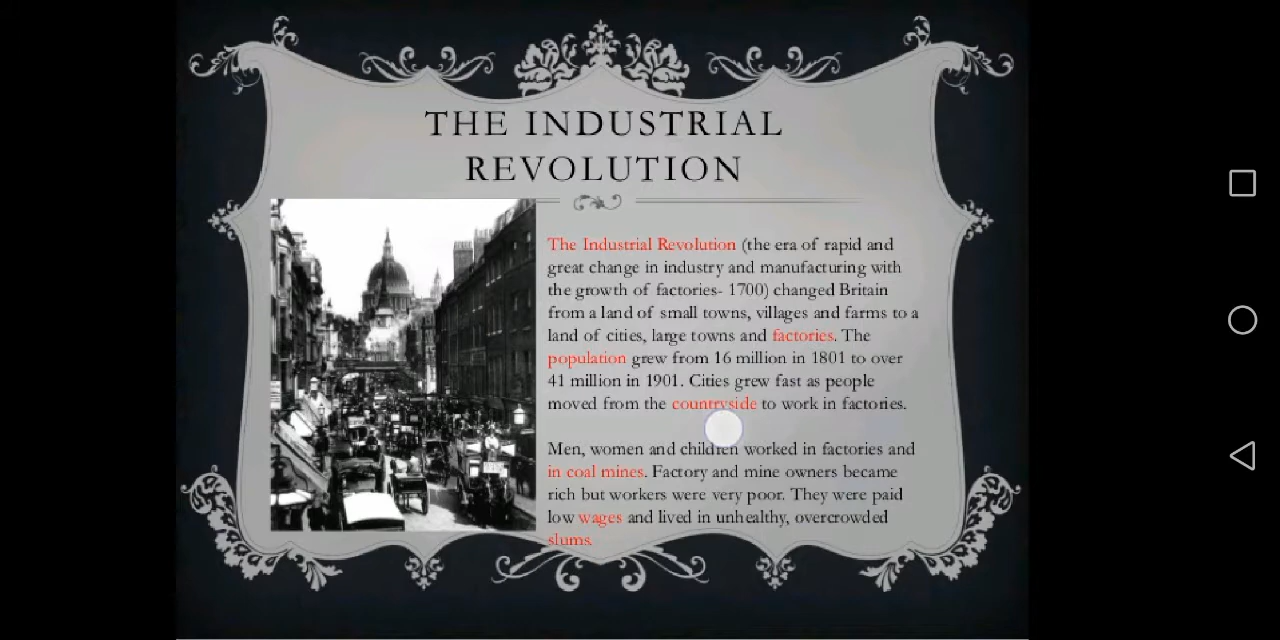 THE INDUSTRIAL
REVOLUTION
The Industrial Revolution (the era of rapid and
great change in industry and manufacturing with
the growth of factories- 1700) changed Britain
from a land of small towns, villages and farms to a
land of cities, large towns and factories. The
population grew from 16 million in 1801 to over
41 million in 1901. Cities grew fast as people
moved from the countryside to work in factories.
Men, women and children worked in factories and
in coal mines. Factory and mine owners became
rich but workers were very poor. They were paid
low wages and lived in unhealthy, overcrowded
slums.